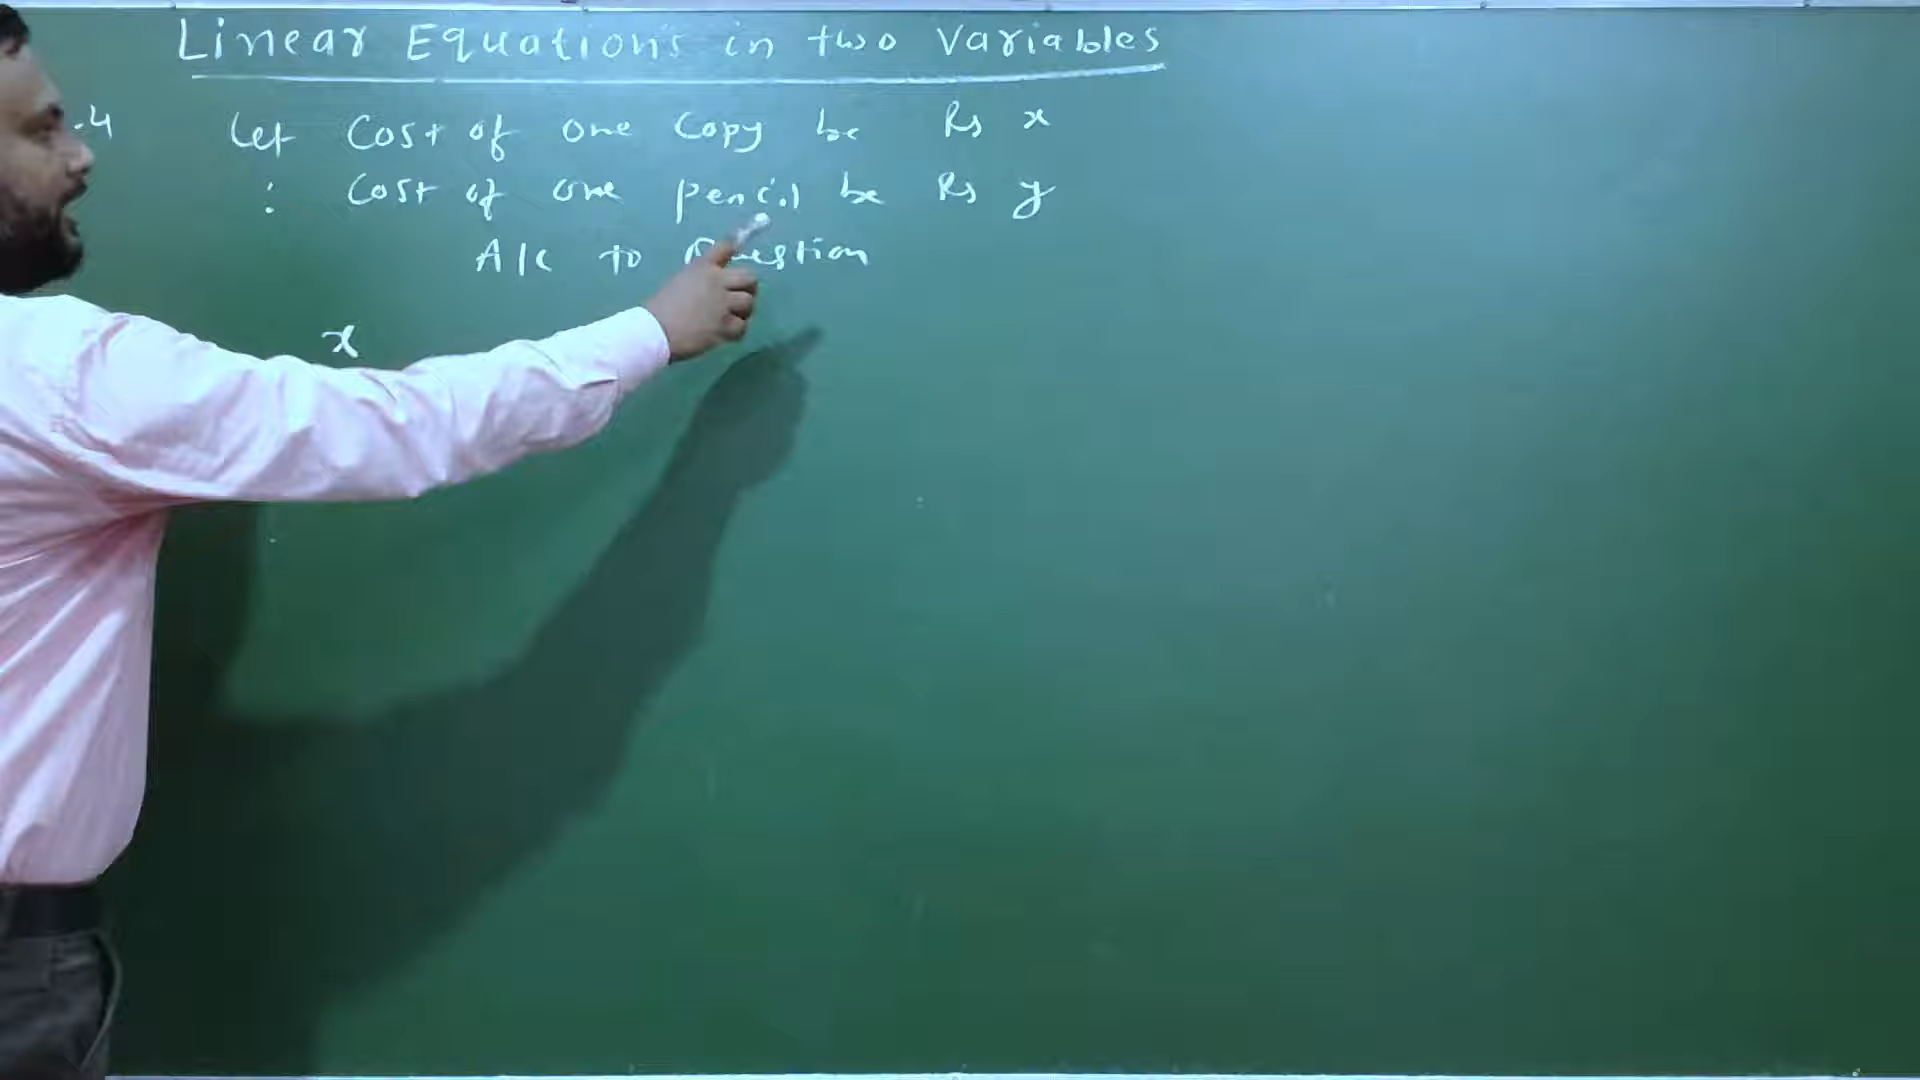 Linear Equations in two Variables
.4 Let Cost of one Copy be Rs x
: Cost of one pencil be Rs y
A/c to Question
x